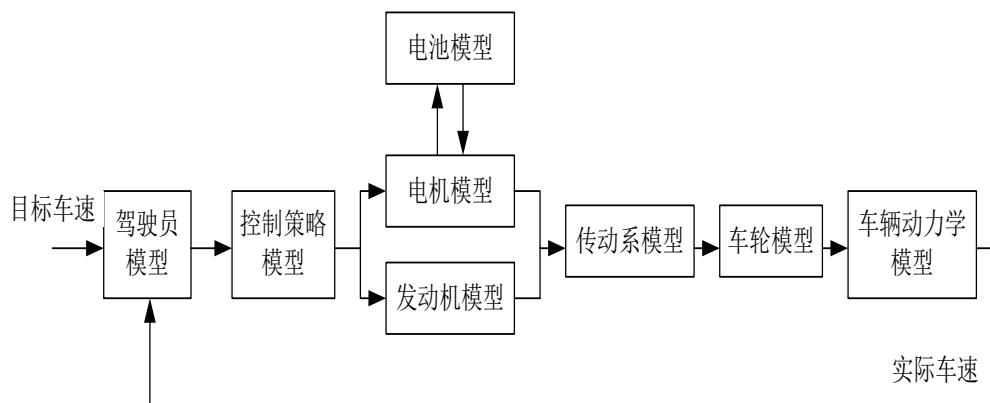 电池模型
目标车速
驾驶员
模型
控制策略
模型
电机模型
发动机模型
传动系模型
车轮模型
车辆动力学
模型
实际车速